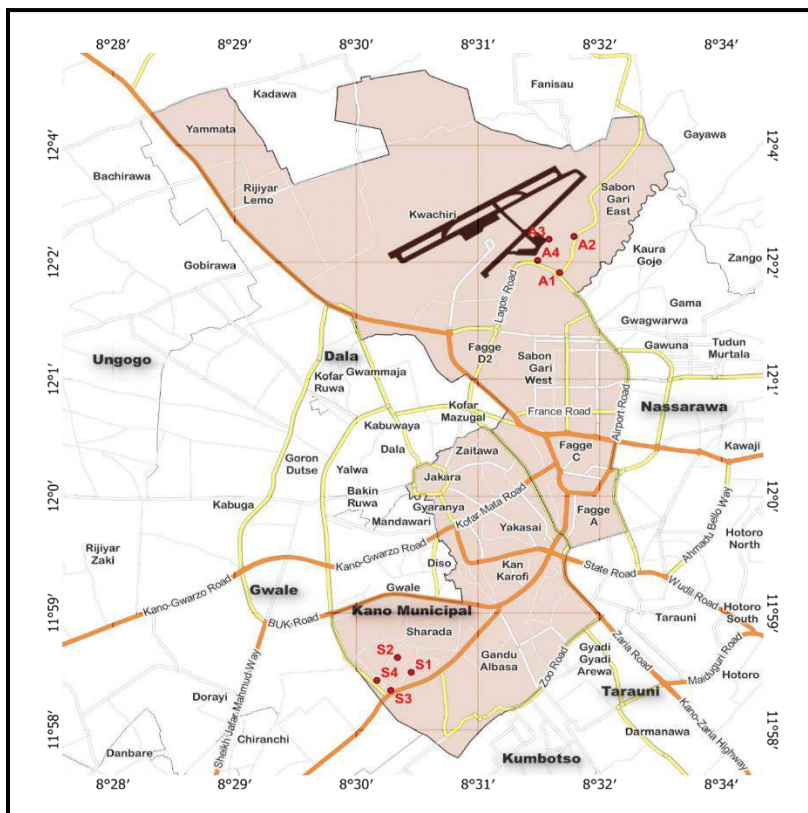 8°28′ 8°29′ 8°30′ 8°31′ 8°32′ 8°34′
Fanisau
Kadawa
12°4′
Yammata
Gayawa
12°4′
Bachirawa
Rijiyar
Lemo
Kwachiri
Sabon
Gari
East
A3
A2
A4
Kaura
Goje
Zango
12°2′
Gobirawa
A1
12°2′
Lagos Road
Gama
Gwagwarwa
Ungogo
Dala
Fagge
D2
Gawuna
Tudun
Murtala
Kofar
Ruwa
Gwammaja
Sabon
Gari
West
12°1′
12°1′
Kofar
Mazugal
France Road
Airport Road
Nassarawa
Kabuwaya
Goron
Dutse
Yalwa
Dala
Zaitawa
Fagge
C
Kawaji
Jakara
Bakin
Ruwa
Gyaranya
Kofar Mata Road
12°0′
Kabuga
Mandawari
Yakasai
Fagge
A
Ahmadu Bello Way
12°0′
Hotoro
North
Rijiyar
Zaki
Kano-Gwarzo Road
Kano-Gwarzo Road
Diso
Kan
Karofi
State Road
Wudil Road
Gwale
Gwale
11°59′
BUK Road
Kano Municipal
Tarauni
Hotoro
South
11°59′
Sharada
S2
S1
S4
S3
Gandu
Albasa
Gyadi
Gyadi
Arewa
Zaria Road
Maiduguri Road
Hotoro
Zoo Road
Tarauni
Dorayi
Sheikh Jafar Mahmud Way
Kano-Zaria Highway
11°58′
Chiranchi
Darmanawa
11°58′
Danbare
Kumbotso
8°28′ 8°29′ 8°30′ 8°31′ 8°32′ 8°34′